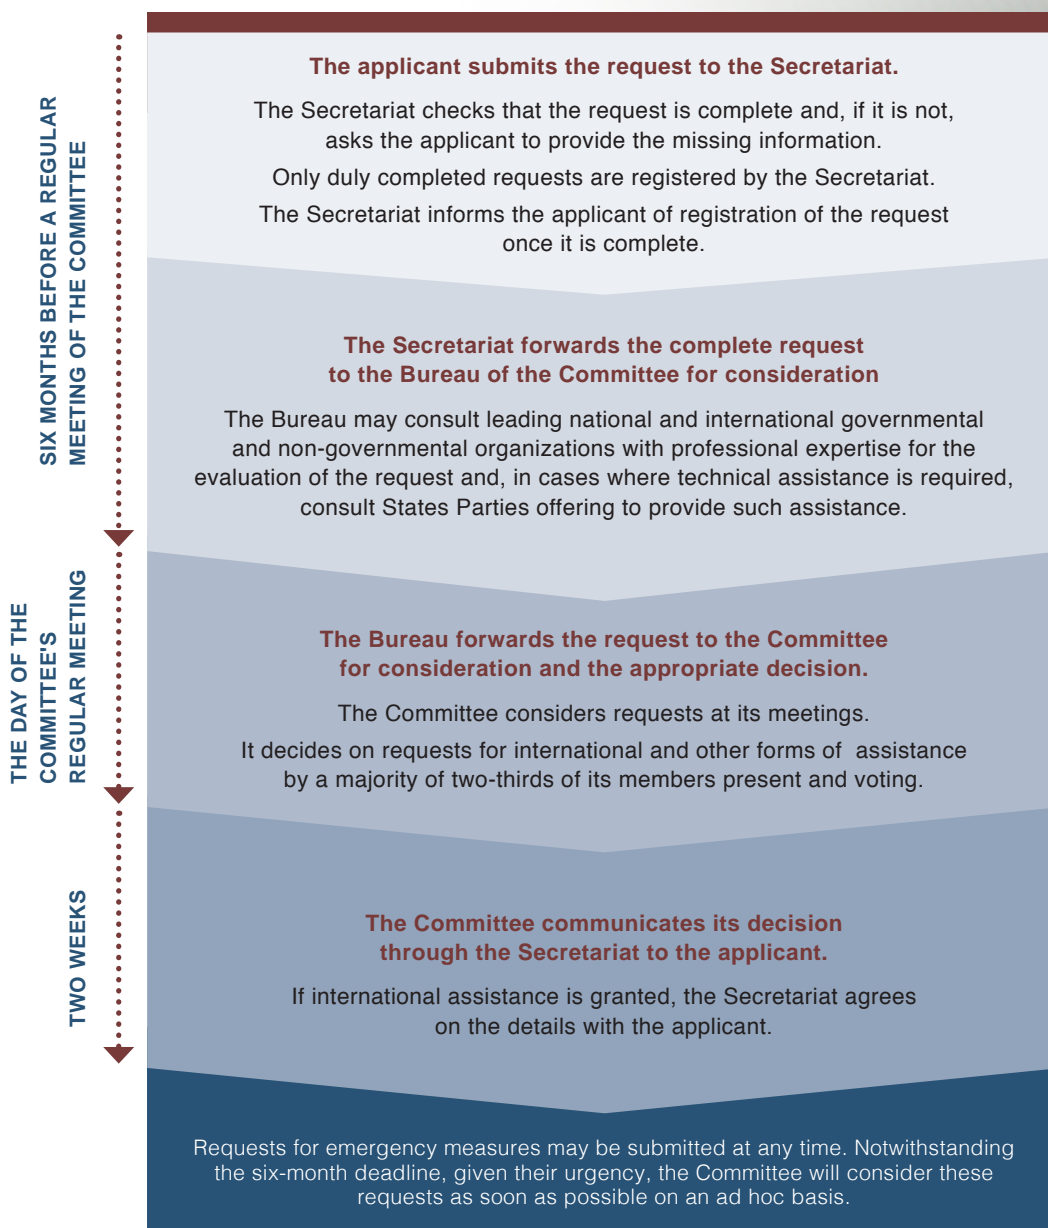 SIX MONTHS BEFORE A REGULAR
MEETING OF THE COMMITTEE
The applicant submits the request to the Secretariat.
The Secretariat checks that the request is complete and, if it is not,
asks the applicant to provide the missing information.
Only duly completed requests are registered by the Secretariat.
The Secretariat informs the applicant of registration of the request
once it is complete.
The Secretariat forwards the complete request
to the Bureau of the Committee for consideration
The Bureau may consult leading national and international governmental
and non-governmental organizations with professional expertise for the
evaluation of the request and, in cases where technical assistance is required,
consult States Parties offering to provide such assistance.
THE DAY OF THE
COMMITTEE'S
REGULAR MEETING
The Bureau forwards the request to the Committee
for consideration and the appropriate decision.
The Committee considers requests at its meetings.
It decides on requests for international and other forms of assistance
by a majority of two-thirds of its members present and voting.
TWO WEEKS
The Committee communicates its decision
through the Secretariat to the applicant.
If international assistance is granted, the Secretariat agrees
on the details with the applicant.
Requests for emergency measures may be submitted at any time. Notwithstanding
the six-month deadline, given their urgency, the Committee will consider these
requests as soon as possible on an ad hoc basis.